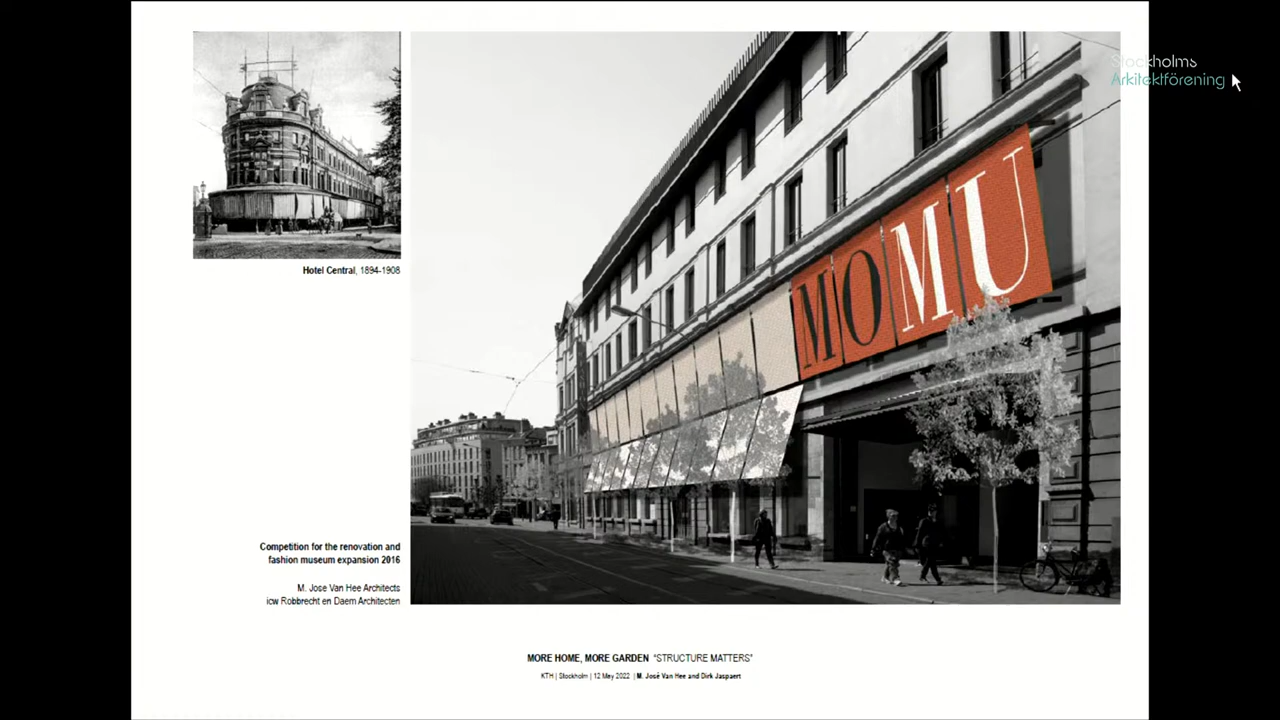 Stockholms
Arkitektförening
Hotel Central, 1894-1908
MOMU
Competition for the renovation and
fashion museum expansion 2016
M. Jose Van Hee Architects
icw Robbrecht en Daem Architecten
MORE HOME, MORE GARDEN "STRUCTURE MATTERS"
KTH | Stockholm | 12 May 2022 | M. José Van Hee and Dirk Jaspaert